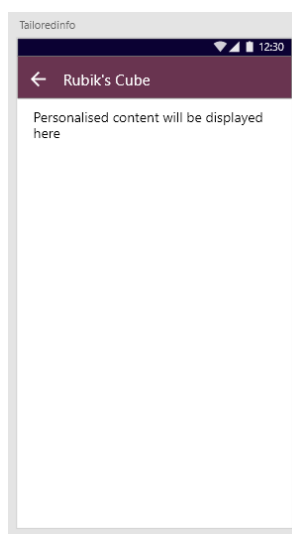 Tailoredinfo
12:30
Rubik's Cube
Personalised content will be displayed
here